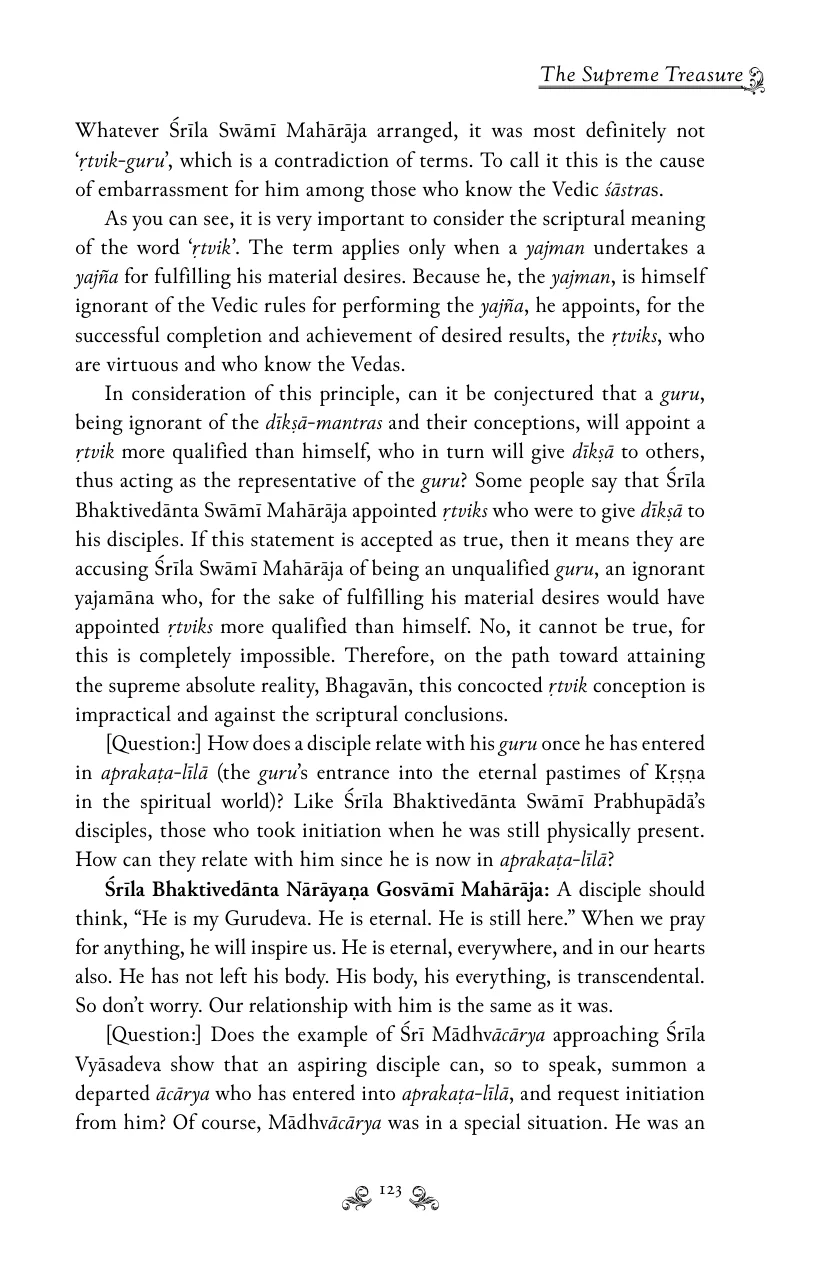 The Supreme Treasure
Whatever Śrīla Swāmī Mahārāja arranged, it was most definitely not
‘ṛtvik-guru’, which is a contradiction of terms. To call it this is the cause
of embarrassment for him among those who know the Vedic śāstras.
As you can see, it is very important to consider the scriptural meaning
of the word ‘ṛtvik’. The term applies only when a yajman undertakes a
yajña for fulfilling his material desires. Because he, the yajman, is himself
ignorant of the Vedic rules for performing the yajña, he appoints, for the
successful completion and achievement of desired results, the ṛtviks, who
are virtuous and who know the Vedas.
In consideration of this principle, can it be conjectured that a guru,
being ignorant of the dīkṣā-mantras and their conceptions, will appoint a
ṛtvik more qualified than himself, who in turn will give dīkṣā to others,
thus acting as the representative of the guru? Some people say that Śrīla
Bhaktivedānta Swāmī Mahārāja appointed ṛtviks who were to give dīkṣā to
his disciples. If this statement is accepted as true, then it means they are
accusing Śrīla Swāmī Mahārāja of being an unqualified guru, an ignorant
yajamāna who, for the sake of fulfilling his material desires would have
appointed ṛtviks more qualified than himself. No, it cannot be true, for
this is completely impossible. Therefore, on the path toward attaining
the supreme absolute reality, Bhagavān, this concocted ṛtvik conception is
impractical and against the scriptural conclusions.
[Question:] How does a disciple relate with his guru once he has entered
in aprakaṭa-līlā (the guru’s entrance into the eternal pastimes of Kṛṣṇa
in the spiritual world)? Like Śrīla Bhaktivedānta Swāmī Prabhupādā’s
disciples, those who took initiation when he was still physically present.
How can they relate with him since he is now in aprakaṭa-līlā?
Śrīla Bhaktivedānta Nārāyaṇa Gosvāmī Mahārāja: A disciple should
think, “He is my Gurudeva. He is eternal. He is still here.” When we pray
for anything, he will inspire us. He is eternal, everywhere, and in our hearts
also. He has not left his body. His body, his everything, is transcendental.
So don’t worry. Our relationship with him is the same as it was.
[Question:] Does the example of Śrī Mādhvācārya approaching Śrīla
Vyāsadeva show that an aspiring disciple can, so to speak, summon a
departed ācārya who has entered into aprakaṭa-līlā, and request initiation
from him? Of course, Mādhvācārya was in a special situation. He was an
123